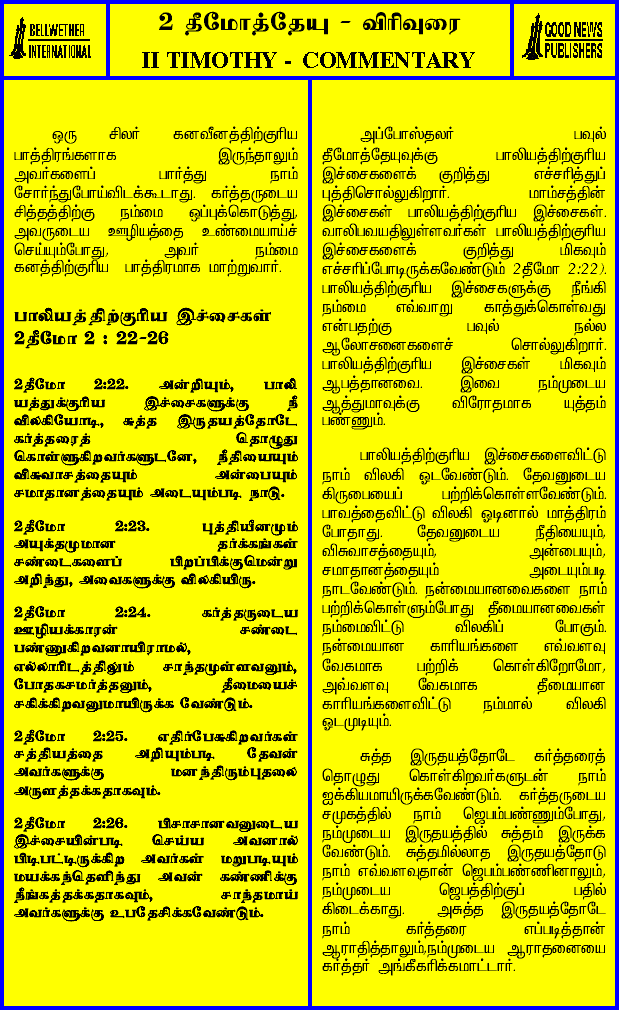 BELLWETHER
INTERNATIONAL
2 தீமோத்தேயு - விரிவுரை
II TIMOTHY - COMMENTARY
GOOD NEWS
PUBLISHERS
ஒரு சிலர் கனவீனத்திற்குரிய
பாத்திரங்களாக இருந்தாலும்
அவர்களைப் பார்த்து நாம்
சோர்ந்துபோய்விடக்கூடாது. கர்த்தருடைய
சித்தத்திற்கு நம்மை ஒப்புக்கொடுத்து,
அவருடைய ஊழியத்தை உண்மையாய்ச்
செய்யும்போது, அவர் நம்மை
கனத்திற்குரிய பாத்திரமாக மாற்றுவார்.
பாலியத்திற்குரிய இச்சைகள்
2தீமோ 2 : 22-26
2தீமோ 2:22. அன்றியும், பாலி
யத்துக்குரிய இச்சைகளுக்கு நீ
விலகியோடி, சுத்த இருதயத்தோடே
கர்த்தரைத் தொழுது
கொள்ளுகிறவர்களுடனே, நீதியையும்
விசுவாசத்தையும் அன்பையும்
சமாதானத்தையும் அடையும்படி நாடு.
2தீமோ 2:23. புத்தியீனமும்
அயுக்தமுமான தர்க்கங்கள்
சண்டைகளைப் பிறப்பிக்குமென்று
அறிந்து, அவைகளுக்கு விலகியிரு.
2தீமோ 2:24. கர்த்தருடைய
ஊழியக்காரன் சண்டை
பண்ணுகிறவனாயிராமல்,
எல்லாரிடத்திலும் சாந்தமுள்ளவனும்,
போதகசமர்த்தனும், தீமையைச்
சகிக்கிறவனுமாயிருக்க வேண்டும்.
2தீமோ 2:25. எதிர்பேசுகிறவர்கள்
சத்தியத்தை அறியும்படி தேவன்
அவர்களுக்கு மனந்திரும்புதலை
அருளத்தக்கதாகவும்,
2தீமோ 2:26. பிசாசானவனுடைய
இச்சையின்படி செய்ய அவனால்
பிடிபட்டிருக்கிற அவர்கள் மறுபடியும்
மயக்கந்தெளிந்து அவன் கண்ணிக்கு
நீங்கத்தக்கதாகவும், சாந்தமாய்
அவர்களுக்கு உபதேசிக்கவேண்டும்.
அப்போஸ்தலர் பவுல்
தீமோத்தேயுவுக்கு பாலியத்திற்குரிய
இச்சைகளைக் குறித்து எச்சரித்துப்
புத்திசொல்லுகிறார். மாம்சத்தின்
இச்சைகள் பாலியத்திற்குரிய இச்சைகள்.
வாலிபவயதிலுள்ளவர்கள் பாலியத்திற்குரிய
இச்சைகளைக் குறித்து மிகவும்
எச்சரிப்போடிருக்கவேண்டும் 2தீமோ 2:22).
பாலியத்திற்குரிய இச்சைகளுக்கு நீங்கி
நம்மை எவ்வாறு காத்துக்கொள்வது
என்பதற்கு பவுல் நல்ல
ஆலோசனைகளைச் சொல்லுகிறார்.
பாலியத்திற்குரிய இச்சைகள் மிகவும்
ஆபத்தானவை. இவை நம்முடைய
ஆத்துமாவுக்கு விரோதமாக யுத்தம்
பண்ணும்.
பாலியத்திற்குரிய இச்சைகளைவிட்டு
நாம் விலகி ஓடவேண்டும். தேவனுடைய
கிருபையைப் பற்றிக்கொள்ளவேண்டும்.
பாவத்தைவிட்டு விலகி ஓடினால் மாத்திரம்
போதாது. தேவனுடைய நீதியையும்,
விசுவாசத்தையும், அன்பையும்,
சமாதானத்தையும் அடையும்படி
நாடவேண்டும். நன்மையானவைகளை நாம்
பற்றிக்கொள்ளும்போது தீமையானவைகள்
நம்மைவிட்டு விலகிப் போகும்.
நன்மையான காரியங்களை எவ்வளவு
வேகமாக பற்றிக் கொள்கிறோமோ,
அவ்வளவு வேகமாக தீமையான
காரியங்களைவிட்டு நம்மால் விலகி
ஓடமுடியும்.
சுத்த இருதயத்தோடே கர்த்தரைத்
தொழுது கொள்கிறவர்களுடன் நாம்
ஐக்கியமாயிருக்கவேண்டும். கர்த்தருடைய
சமுகத்தில் நாம் ஜெபம்பண்ணும்போது,
நம்முடைய இருதயத்தில் சுத்தம் இருக்க
வேண்டும். சுத்தமில்லாத இருதயத்தோடு
நாம் எவ்வளவுதான் ஜெபம்பண்ணினாலும்,
நம்முடைய ஜெபத்திற்குப் பதில்
கிடைக்காது. அசுத்த இருதயத்தோடே
நாம் கர்த்தரை எப்படித்தான்
ஆராதித்தாலும்,நம்முடைய ஆராதனையை
கர்த்தர் அங்கீகரிக்கமாட்டார்.